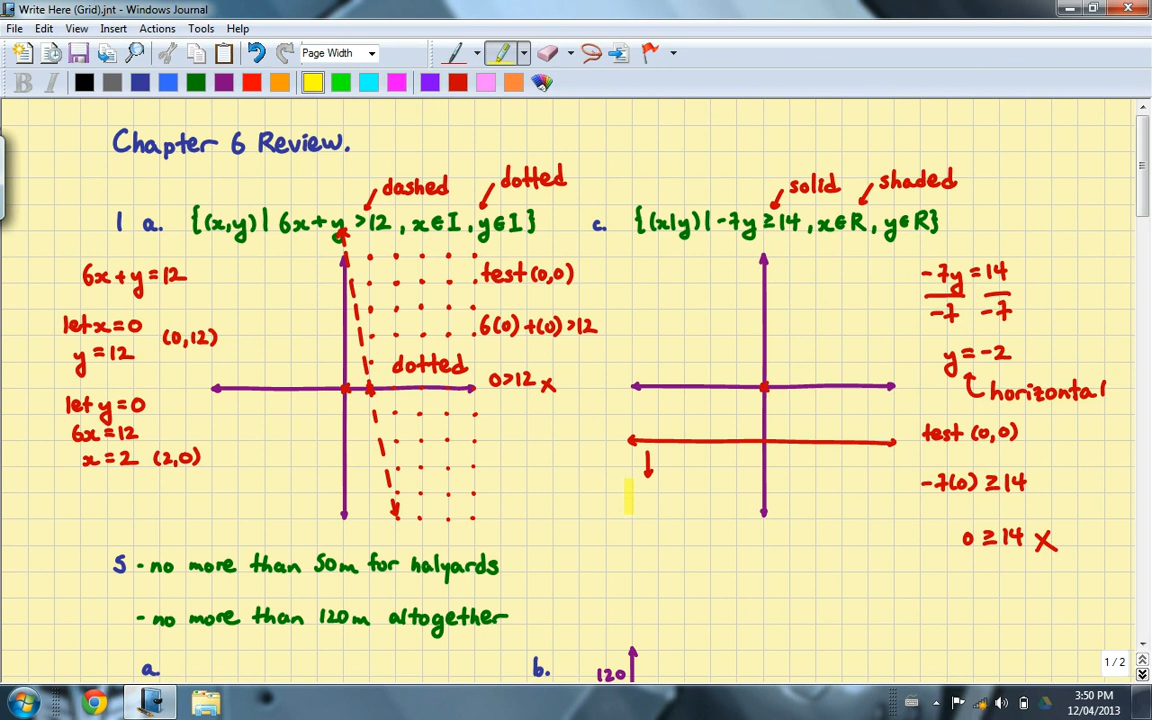 Write Here (Grid).jnt - Windows Journal
File Edit View Insert Actions Tools Help
Page Width
B I
Chapter 6 Review.
dashed
dotted
1 a. {(x,y) | 6x+y >12 , x∈I , y∈I}
6x + y = 12
let x = 0
y = 12 (0,12)
let y = 0
6x = 12
x = 2 (2,0)
test (0,0)
6(0) + (0) > 12
dotted
0 > 12 x
solid
shaded
c. {(x|y) | -7y ≥ 14 , x∈R , y∈R}
-7y = 14
-7 -7
y = -2
horizontal
test (0,0)
-7(0) ≥ 14
0 ≥ 14 X
5 - no more than 50m for halyards
- no more than 120m altogether
a.
b.
120
1 / 2
3:50 PM
12/04/2013